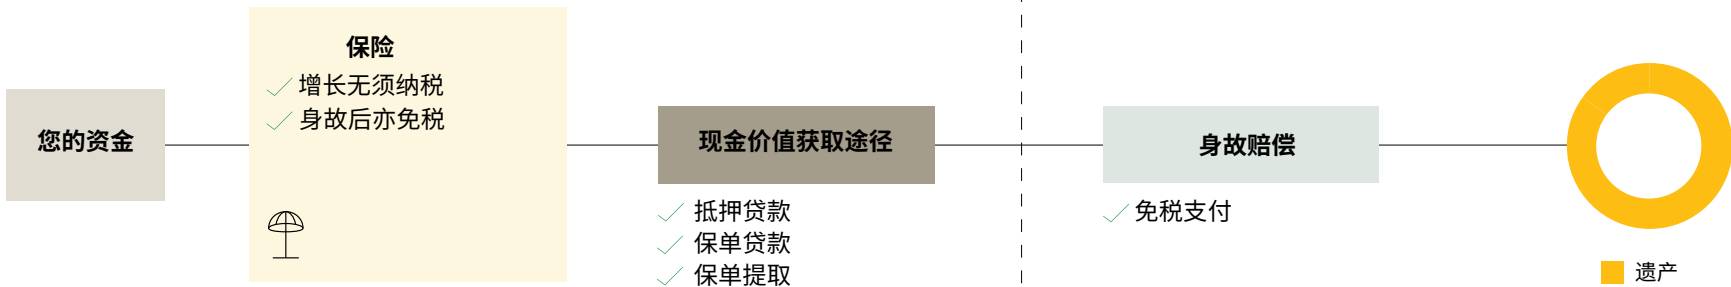 您的资金
保险
增长无须纳税
身故后亦免税
现金价值获取途径
抵押贷款
保单贷款
保单提取
身故赔偿
免税支付
遗产